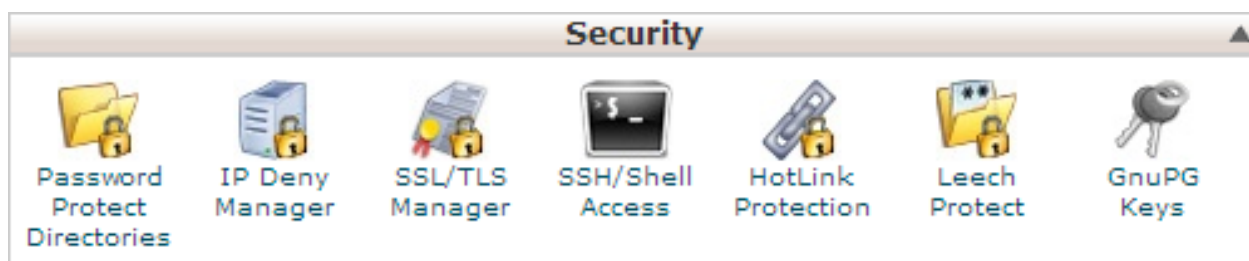 Security
Password Protect Directories
IP Deny Manager
SSL/TLS Manager
>$ _
SSH/Shell Access
HotLink Protection
**
Leech Protect
GnuPG Keys